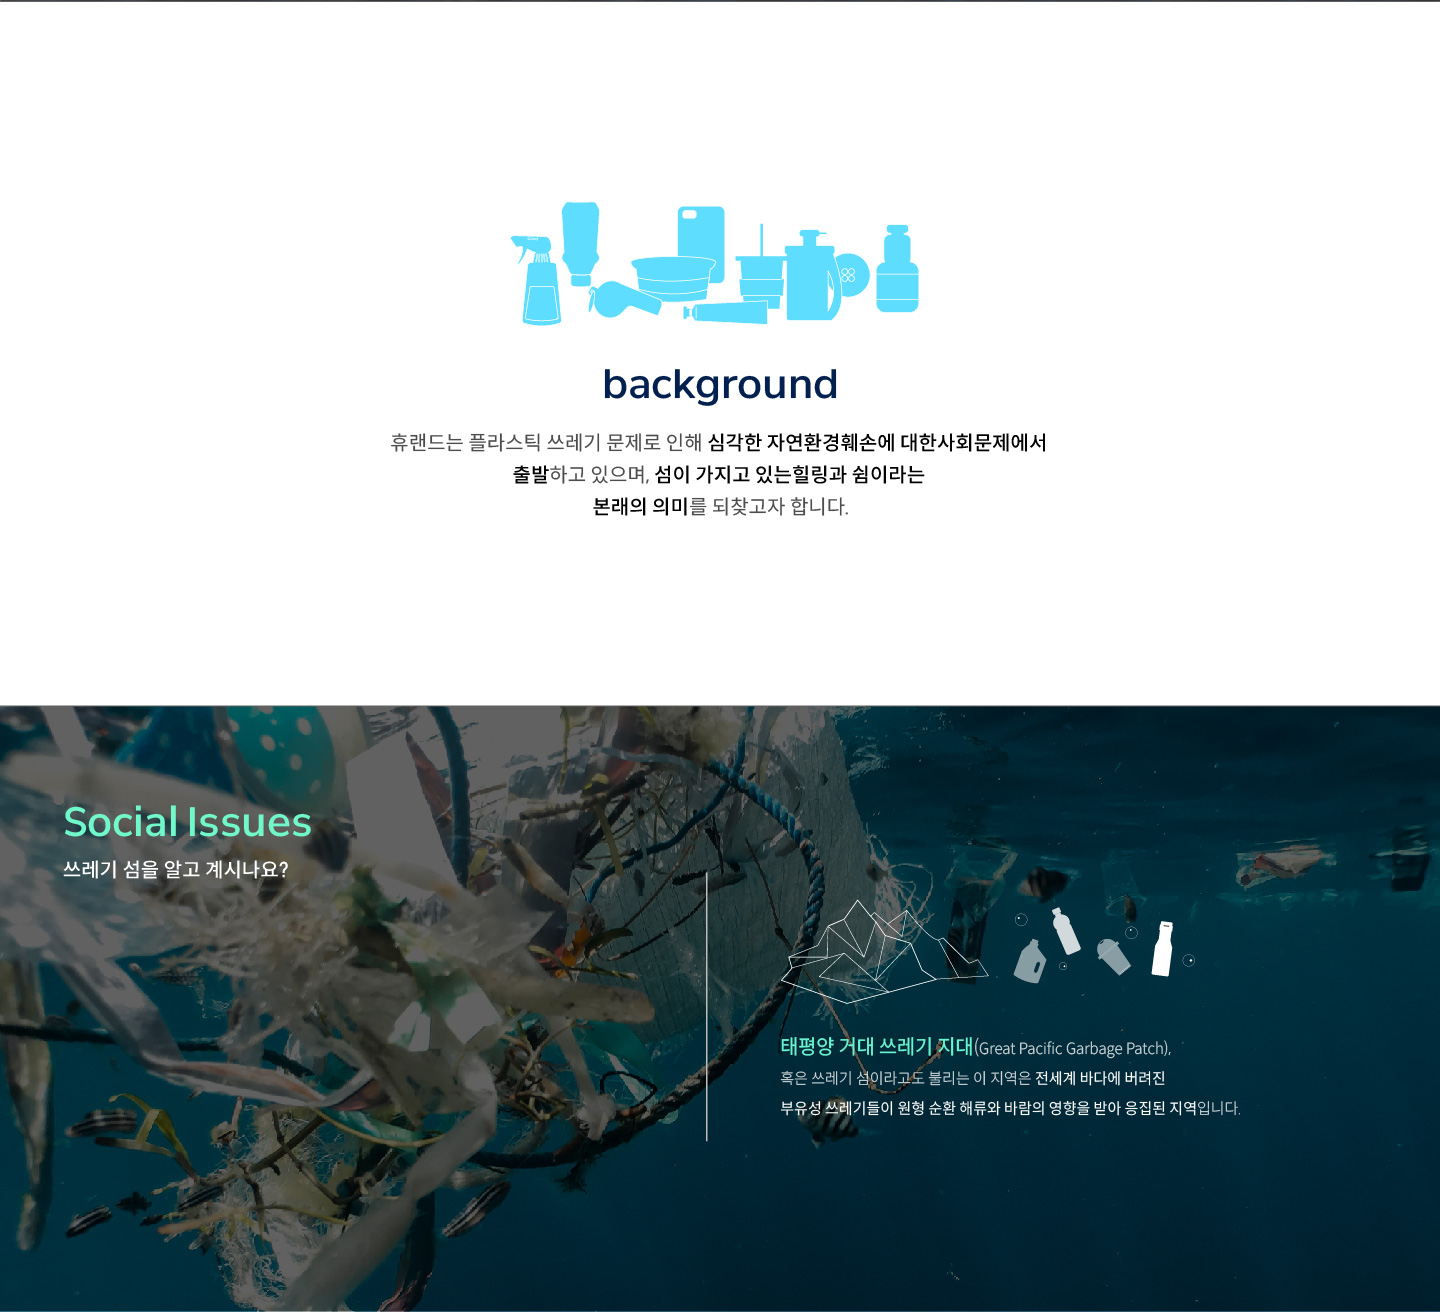 background
휴랜드는 플라스틱 쓰레기 문제로 인해 심각한 자연환경훼손에 대한사회문제에서
출발하고 있으며, 섬이 가지고 있는힐링과 쉼이라는
본래의 의미를 되찾고자 합니다.
Social Issues
쓰레기 섬을 알고 계시나요?
태평양 거대 쓰레기 지대(Great Pacific Garbage Patch),
혹은 쓰레기 섬이라고도 불리는 이 지역은 전세계 바다에 버려진
부유성 쓰레기들이 원형 순환 해류와 바람의 영향을 받아 응집된 지역입니다.